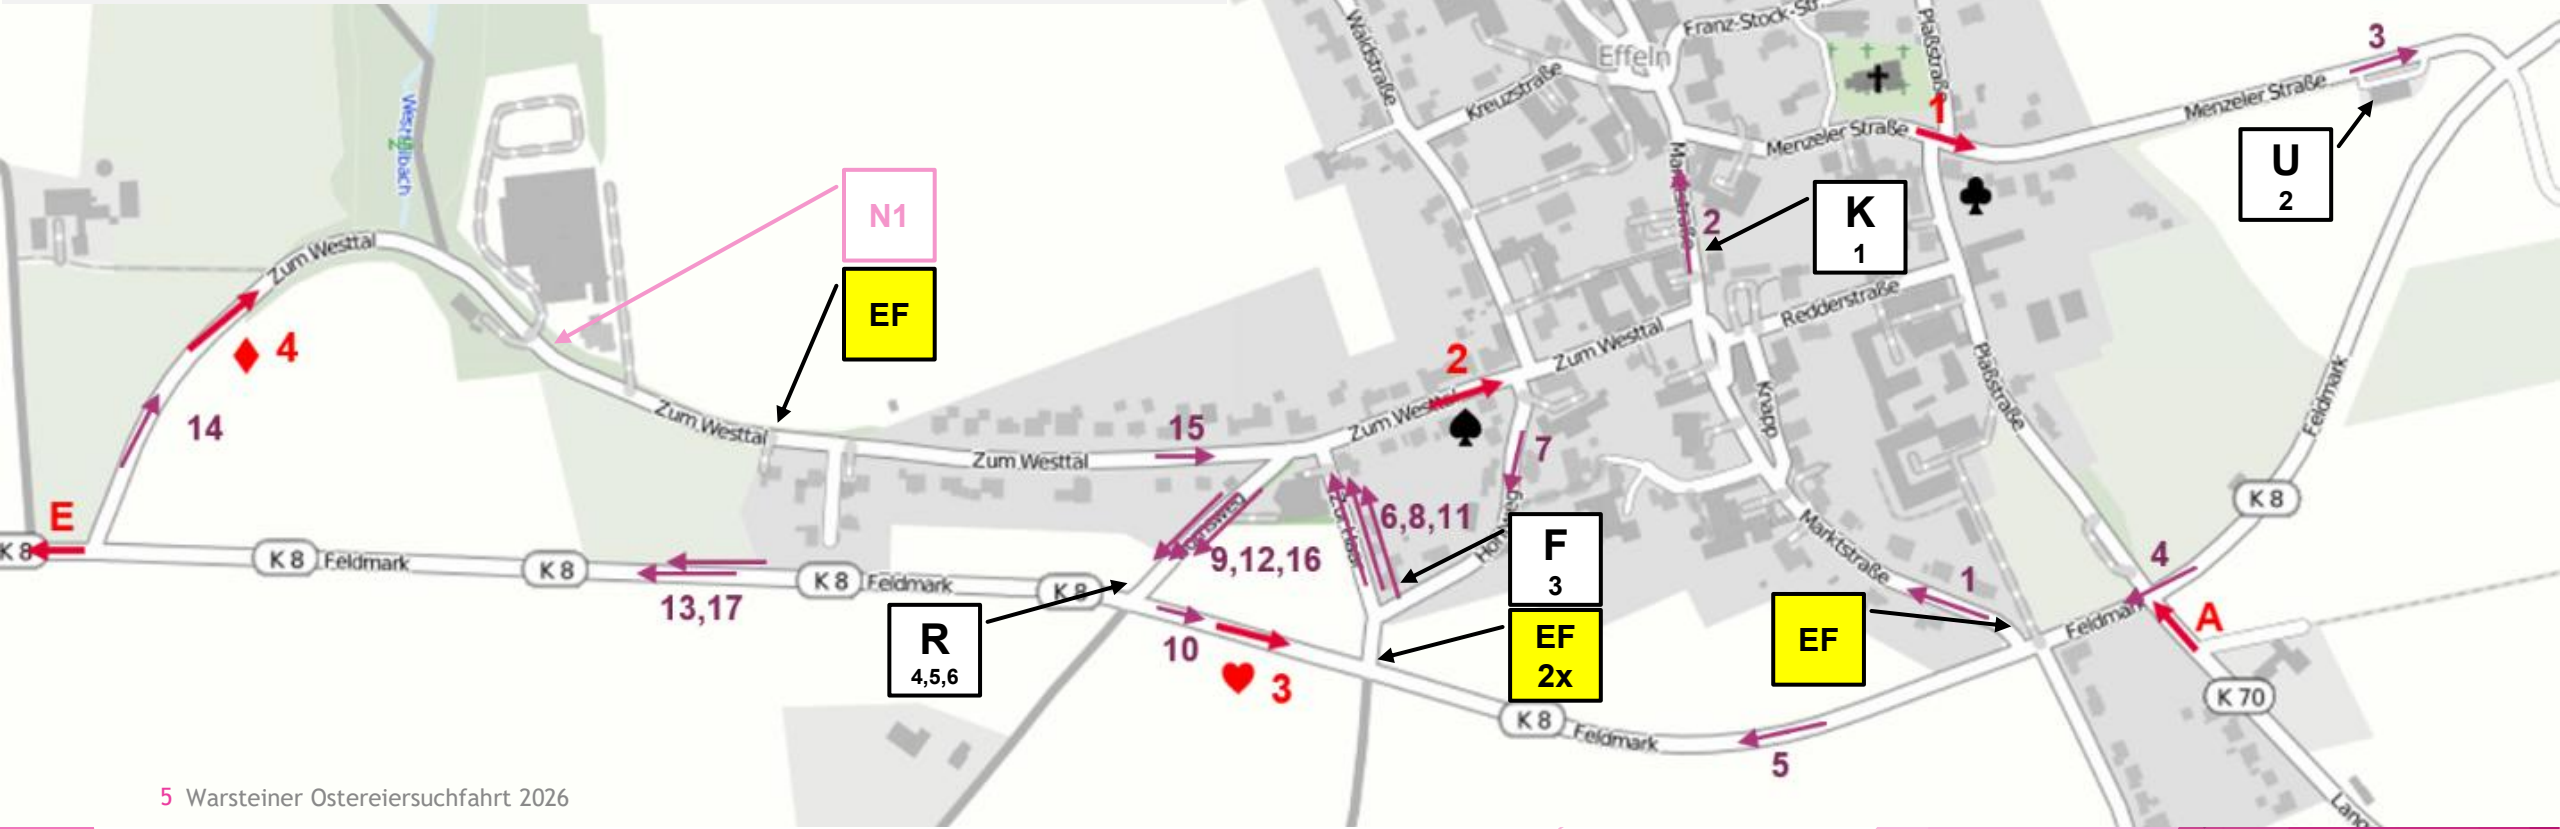 Waldstraße
Effeln
Franz-Stock-Str.
Plaßstraße
3
Kreuzstraße
1
Menzeler Straße
Menzeler Straße
U
2
Westerbach
N1
Marktstraße
2
K
1
Zum Westtal
EF
4
Redderstraße
2
Zum Westtal
Zum Westtal
Knapp
Plaßstraße
Feldmark
14
Zum Westtal
15
Zum Westtal
7
K 8
E
6,8,11
9,12,16
F
3
Marktstraße
4
K 8
K 8
Feldmark
K 8
K 8
Feldmark
K 8
1
13,17
R
4,5,6
10
EF
2x
EF
Feldmark
A
3
K 70
K 8
Feldmark
5
5 Warsteiner Ostereiersuchfahrt 2026